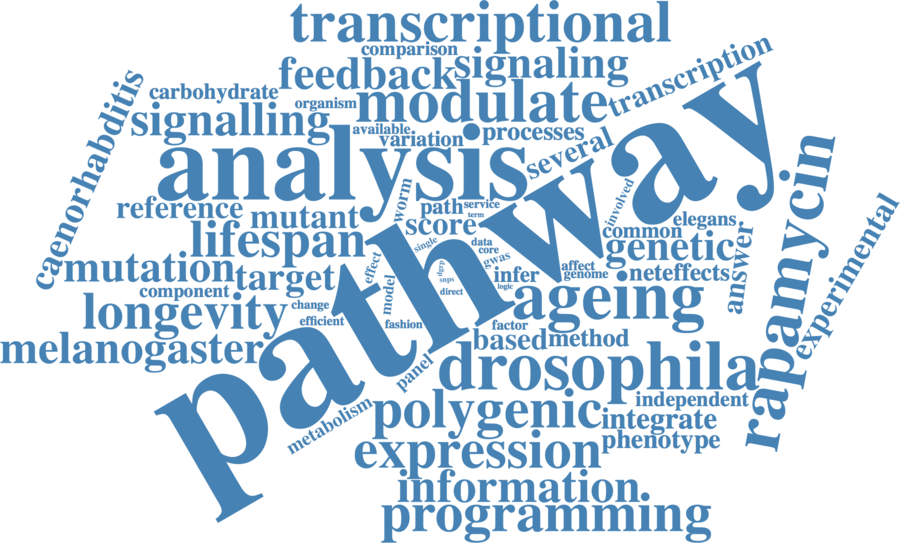 transcriptional
comparison
feedback
signaling
transcription
carbohydrate
organism
modulate
caenorhabditis
signalling
available
variation
processes
several
analysis
pathway
reference
mutant
worm
path
service
term
score
involved
common
elegans
lifespan
single
data
core
gwas
genetic
answer
rapamycin
experimental
mutation
target
effect
model
dgrp
snps
infer
logic
affect
genome
neteffects
component
direct
ageing
longevity
change
efficient
fashion
factor
based
method
melanogaster
panel
drosophila
metabolism
polygenic
independent
integrate
phenotype
expression
information.
programming